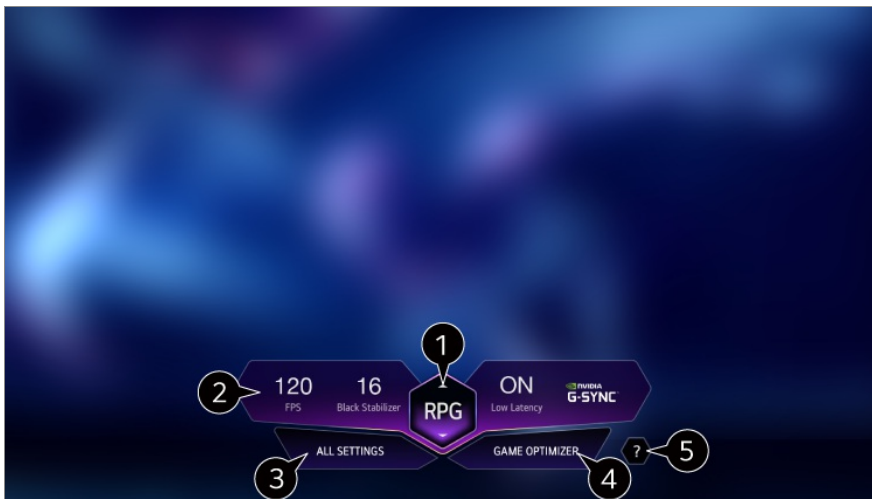 1
2
120
FPS
16
Black Stabilizer
RPG
ON
Low Latency
NVIDIA
G-SYNC
3
ALL SETTINGS
GAME OPTIMIZER
4
?
5